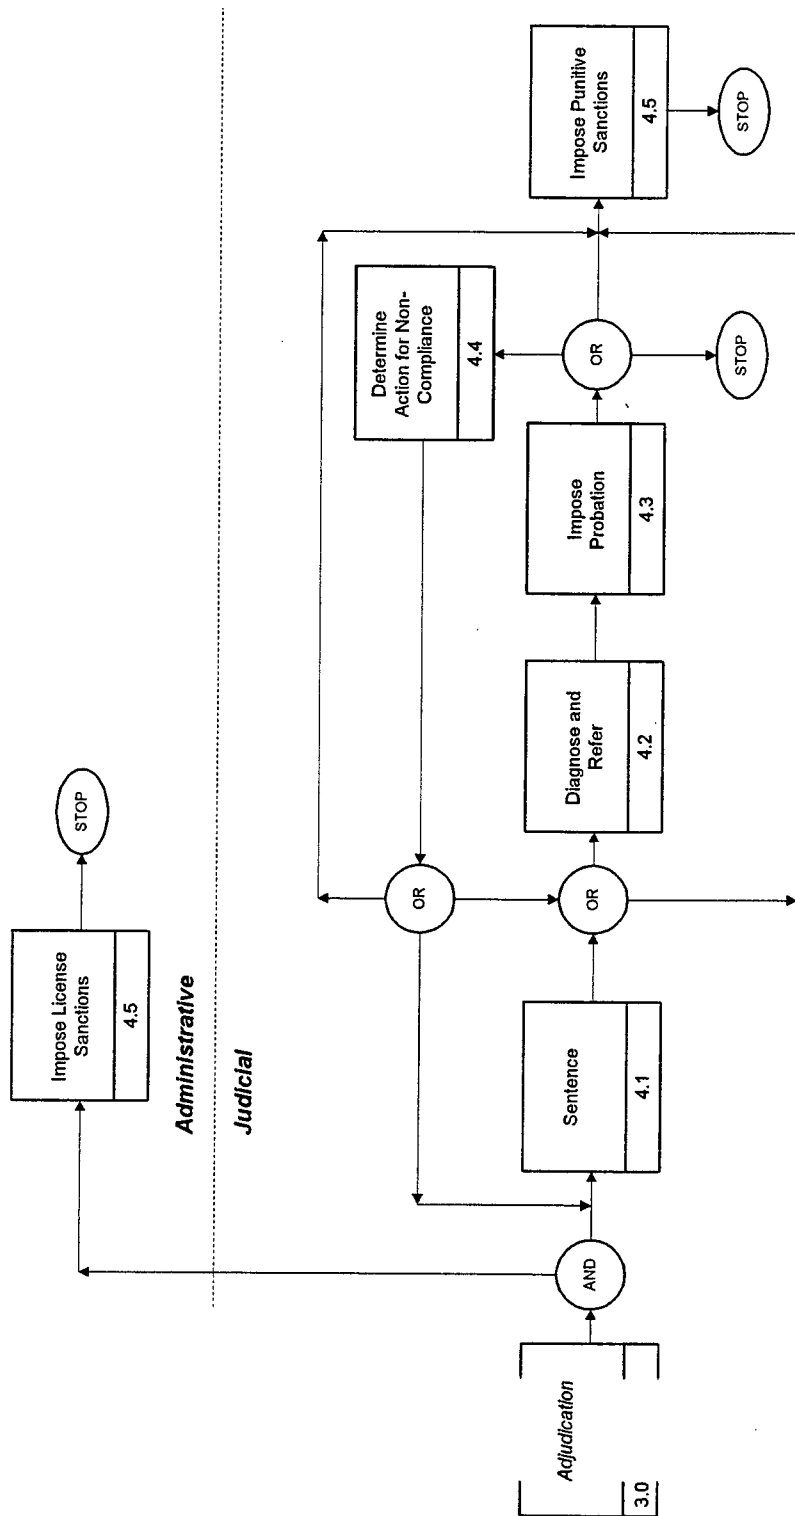 Impose License
Sanctions
4.5
STOP
Administrative
Judicial
Adjudication
3.0
AND
Sentence
4.1
OR
OR
Diagnose and
Refer
4.2
Impose
Probation
4.3
OR
Determine
Action for Non-
Compliance
4.4
STOP
Impose Punitive
Sanctions
4.5
STOP